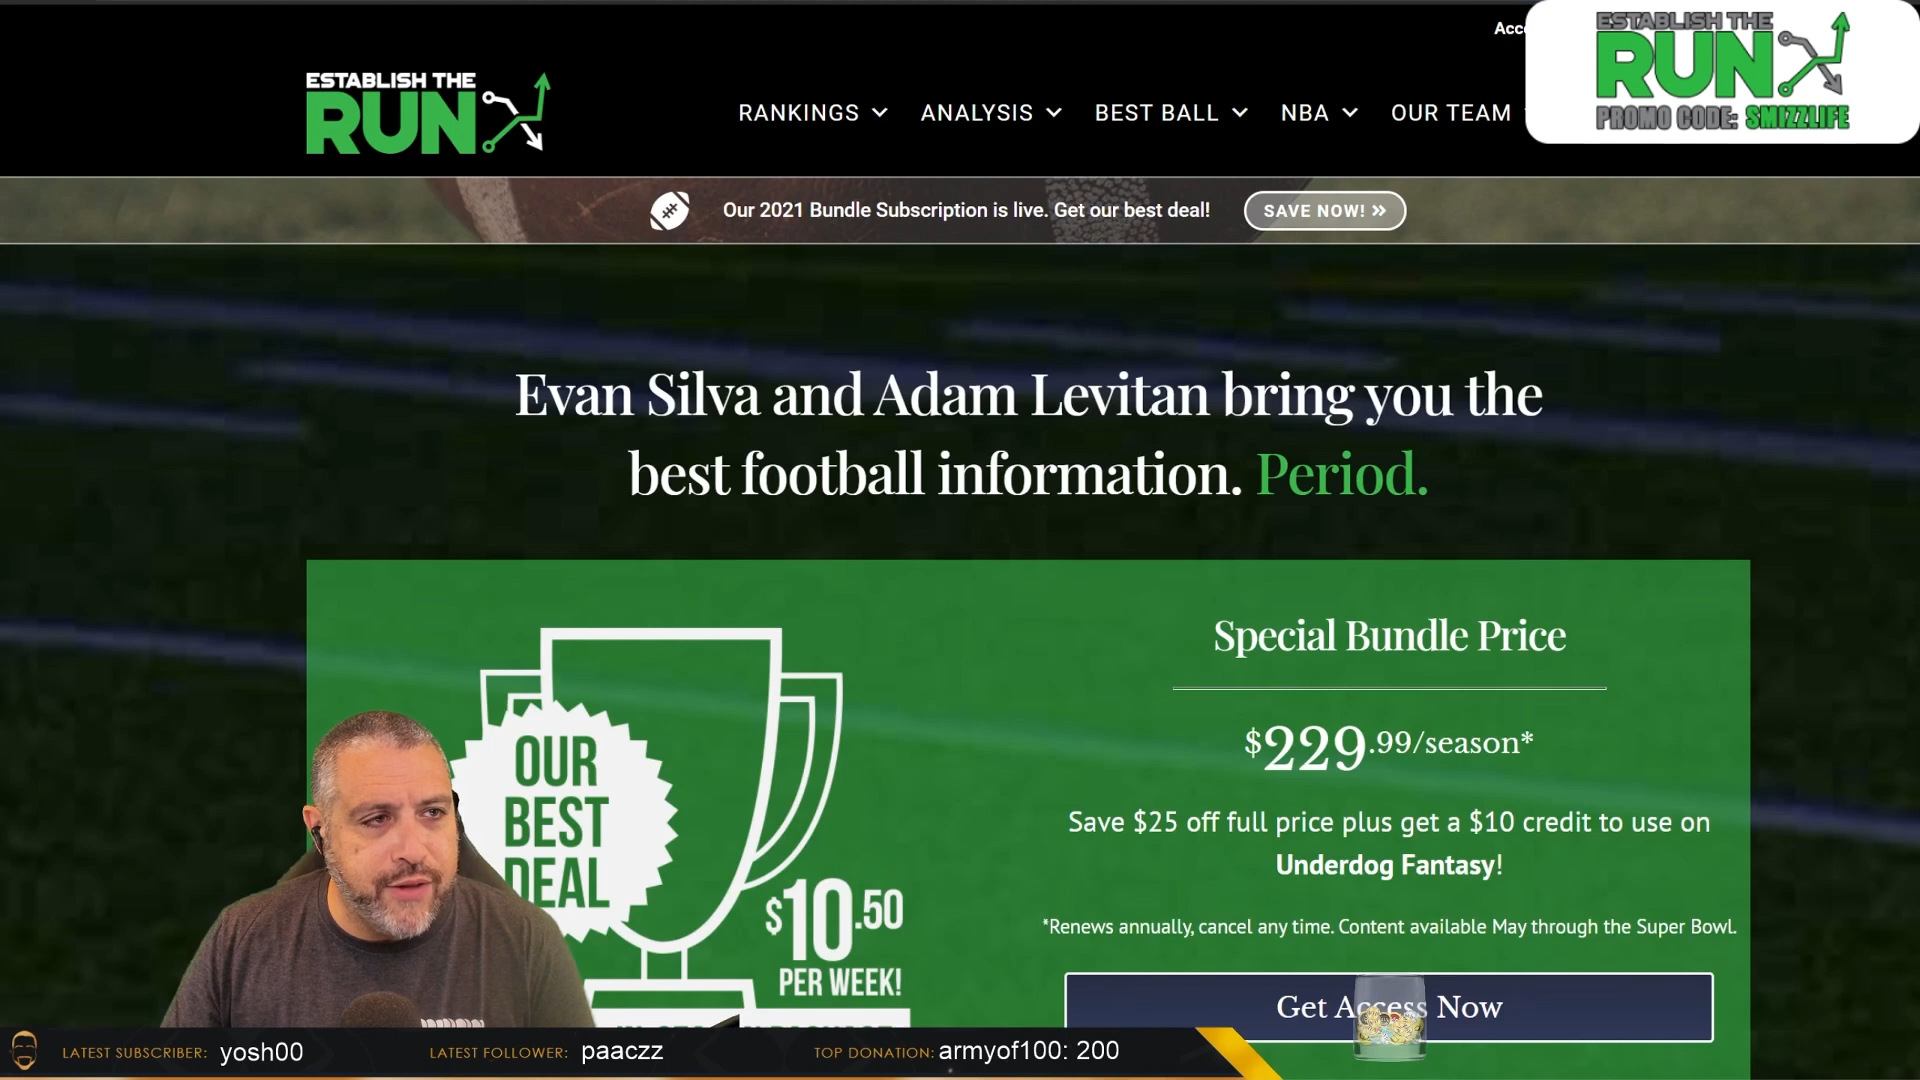 Acc
ESTABLISH THE
RUN
PROMO CODE: SMIZZLIFE
ESTABLISH THE
RUN
RANKINGS
ANALYSIS
BEST BALL
NBA
OUR TEAM
Our 2021 Bundle Subscription is live. Get our best deal!
SAVE NOW! »
Evan Silva and Adam Levitan bring you the
best football information. Period.
OUR
BEST
DEAL
$10.50
PER WEEK!
Special Bundle Price
$229.99/season*
Save $25 off full price plus get a $10 credit to use on
Underdog Fantasy!
*Renews annually, cancel any time. Content available May through the Super Bowl.
Get Access Now
LATEST SUBSCRIBER: yosh00
LATEST FOLLOWER: paaczz
TOP DONATION: armyof100: 200